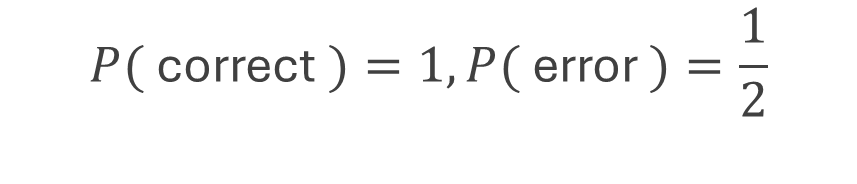 P( correct ) = 1, P( error ) = 1/2